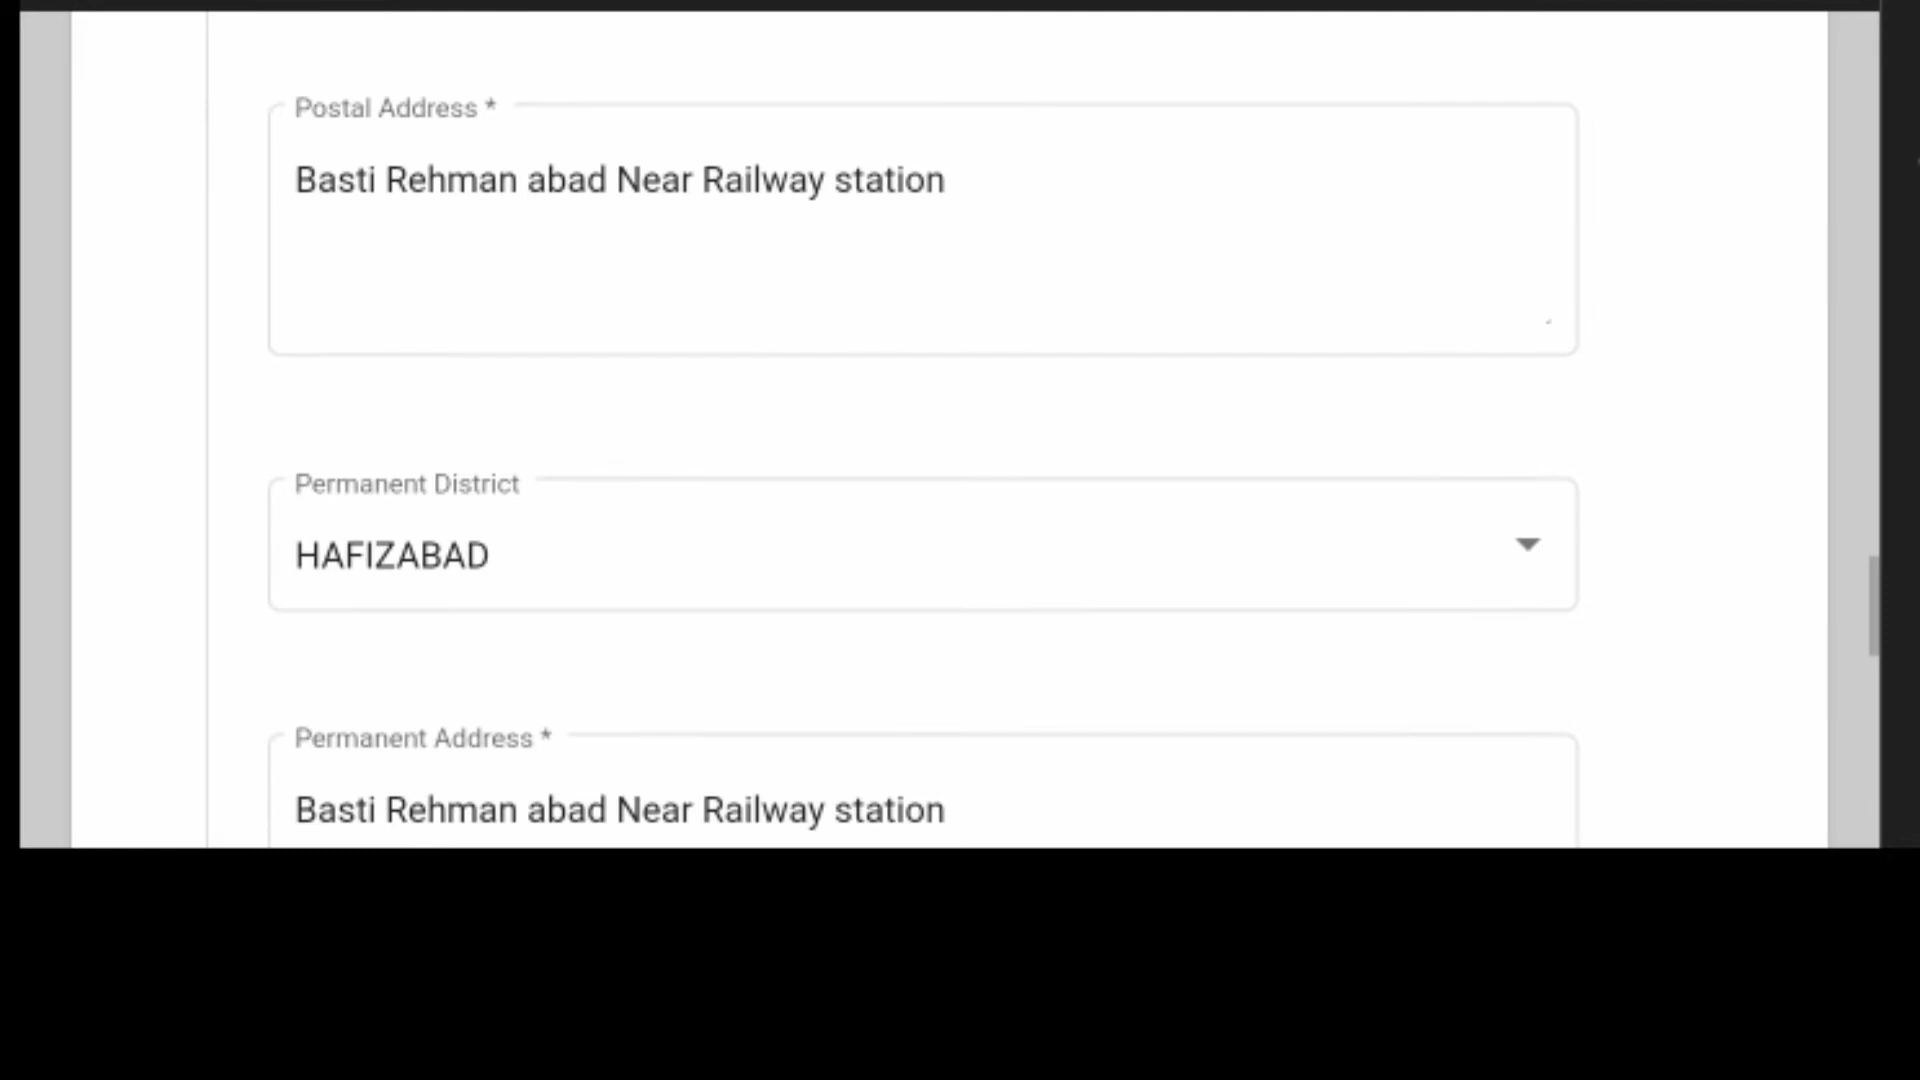 Postal Address *
Basti Rehman abad Near Railway station
Permanent District
HAFIZABAD
Permanent Address *
Basti Rehman abad Near Railway station